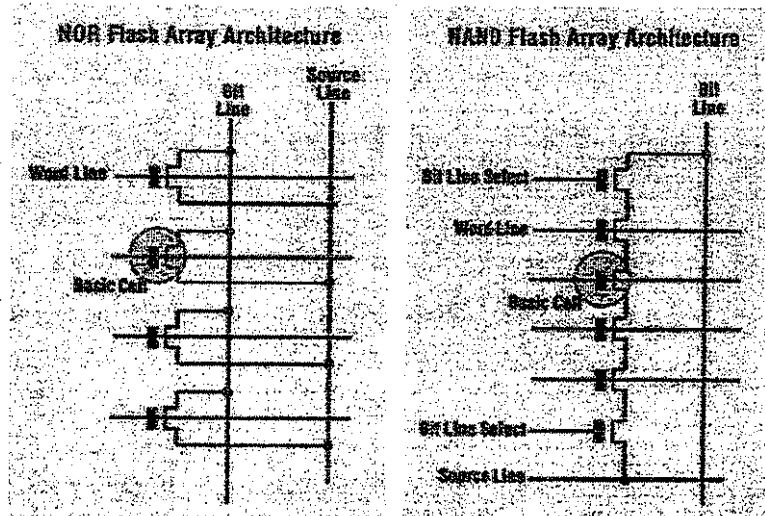 NOR Flash Array Architecture
Source
Line
Bit
Line
Word Line
Basic Cell
NAND Flash Array Architecture
Bit
Line
Bit Line Select
Word Line
Basic Cell
Bit Line Select
Source Line